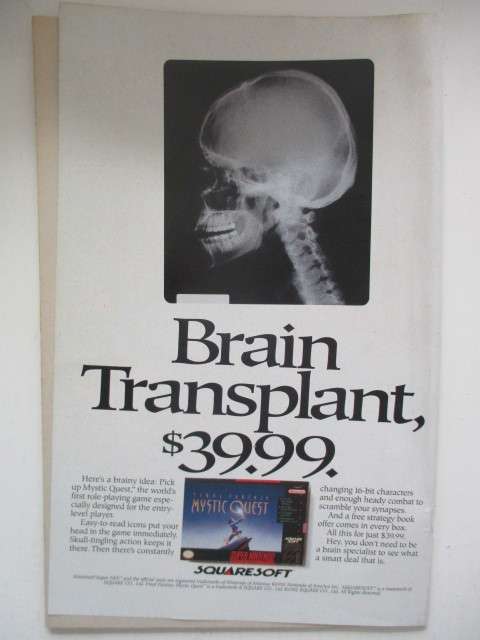 Brain
Transplant,
$39.99.
Here's a brainy idea: Pick
up Mystic Quest,™ the world's
first role-playing game espe-
cially designed for the entry-
level player.
Easy-to-read icons put your
head in the game immediately.
Skull-tingling action keeps it
there. Then there's constantly
FINAL FANTASY
MYSTIC QUEST
SUPER NINTENDO
SQUARESOFT
changing 16-bit characters
and enough heady combat to
scramble your synapses.
And a free strategy book
offer comes in every box.
All this for just $39.99.
Hey, you don't need to be
a brain specialist to see what
a smart deal that is.